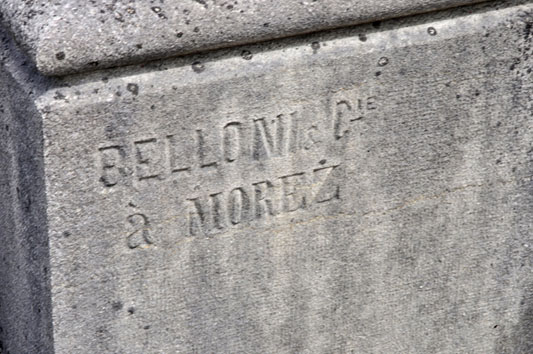 BELLONI & Cie
à MOREZ